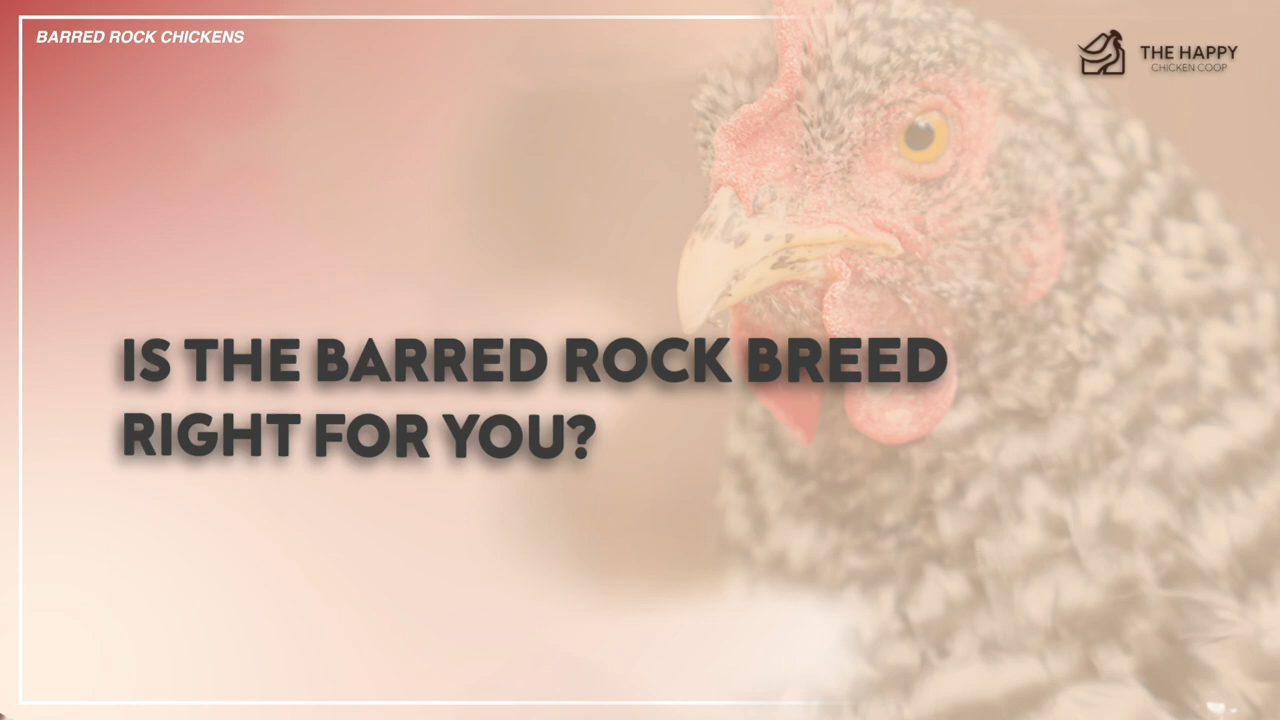 BARRED ROCK CHICKENS
THE HAPPY
CHICKEN COOP
IS THE BARRED ROCK BREED
RIGHT FOR YOU?